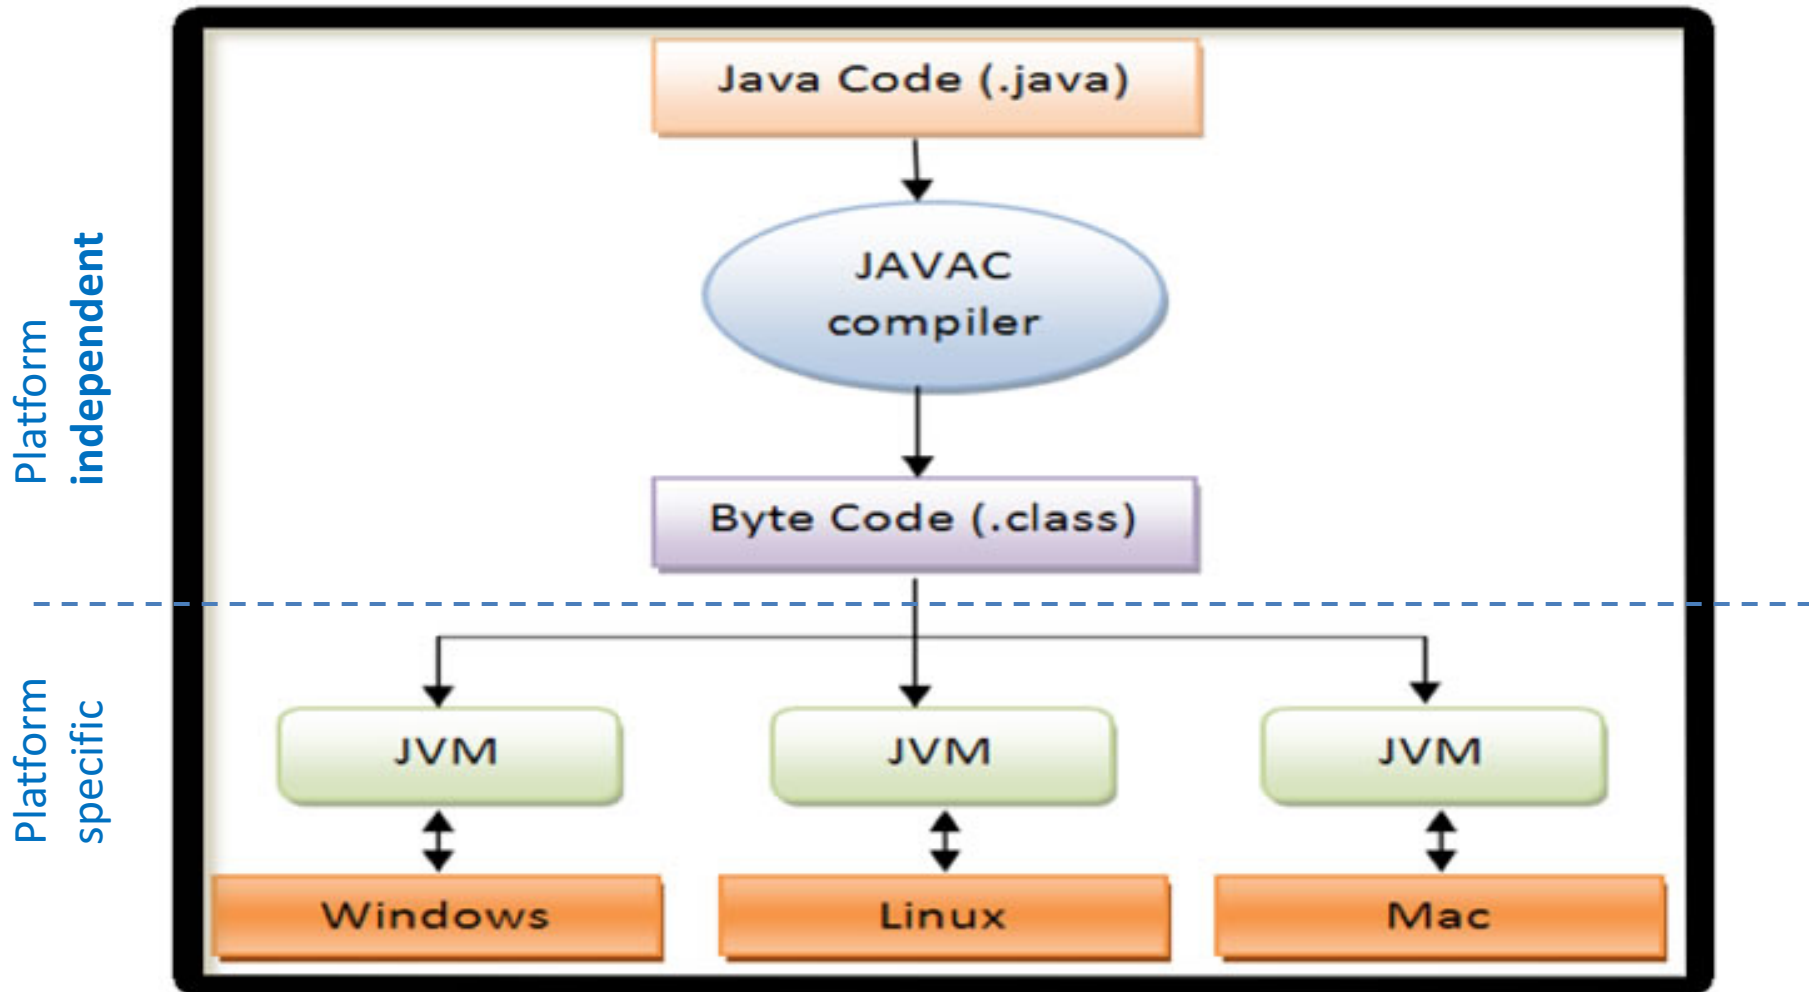 Java Code (.java)
JAVAC
compiler
Platform
independent
Byte Code (.class)
Platform
specific
JVM
JVM
JVM
Windows
Linux
Mac